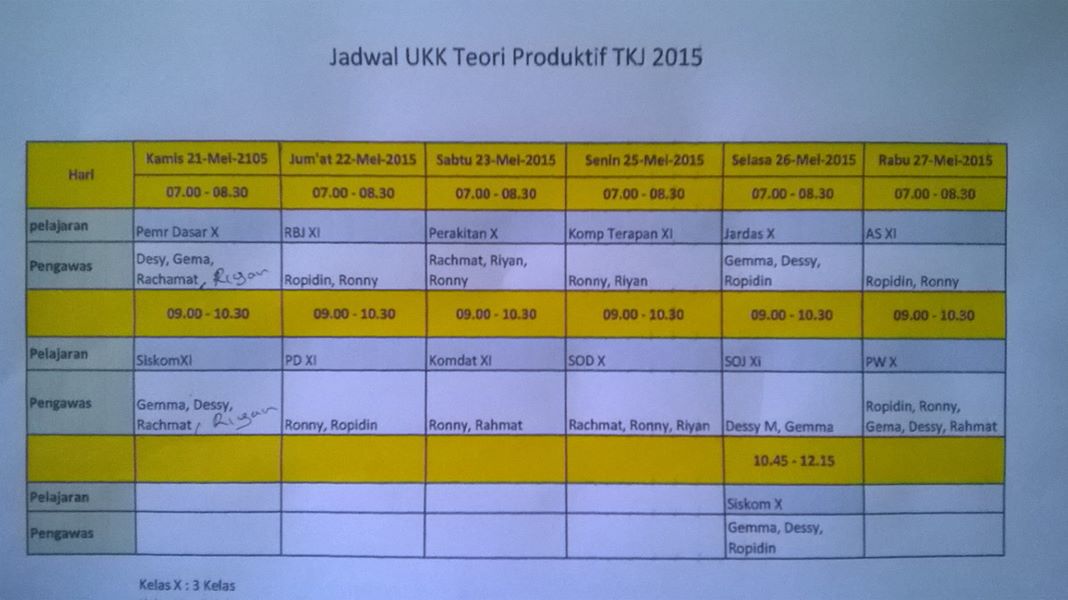 Jadwal UKK Teori Produktif TKJ 2015
Hari Kamis 21-Mei-2105 Jum'at 22-Mei-2015 Sabtu 23-Mei-2015 Senin 25-Mei-2015 Selasa 26-Mei-2015 Rabu 27-Mei-2015
07.00 - 08.30 07.00 - 08.30 07.00 - 08.30 07.00 - 08.30 07.00 - 08.30 07.00 - 08.30
pelajaran Pemr Dasar X RBJ XI Perakitan X Komp Terapan XI Jardas X AS XI
Pengawas Desy, Gema, Rachamat, Riyan Ropidin, Ronny Rachmat, Riyan, Ronny Ronny, Riyan Gemma, Dessy, Ropidin Ropidin, Ronny
09.00 - 10.30 09.00 - 10.30 09.00 - 10.30 09.00 - 10.30 09.00 - 10.30 09.00 - 10.30
Pelajaran SiskomXI PD XI Komdat XI SOD X SOJ Xi PW X
Pengawas Gemma, Dessy, Rachmat, Riyan Ronny, Ropidin Ronny, Rahmat Rachmat, Ronny, Riyan Dessy M, Gemma Ropidin, Ronny, Gema, Dessy, Rahmat
10.45 - 12.15
Pelajaran Siskom X
Pengawas Gemma, Dessy, Ropidin
Kelas X : 3 Kelas